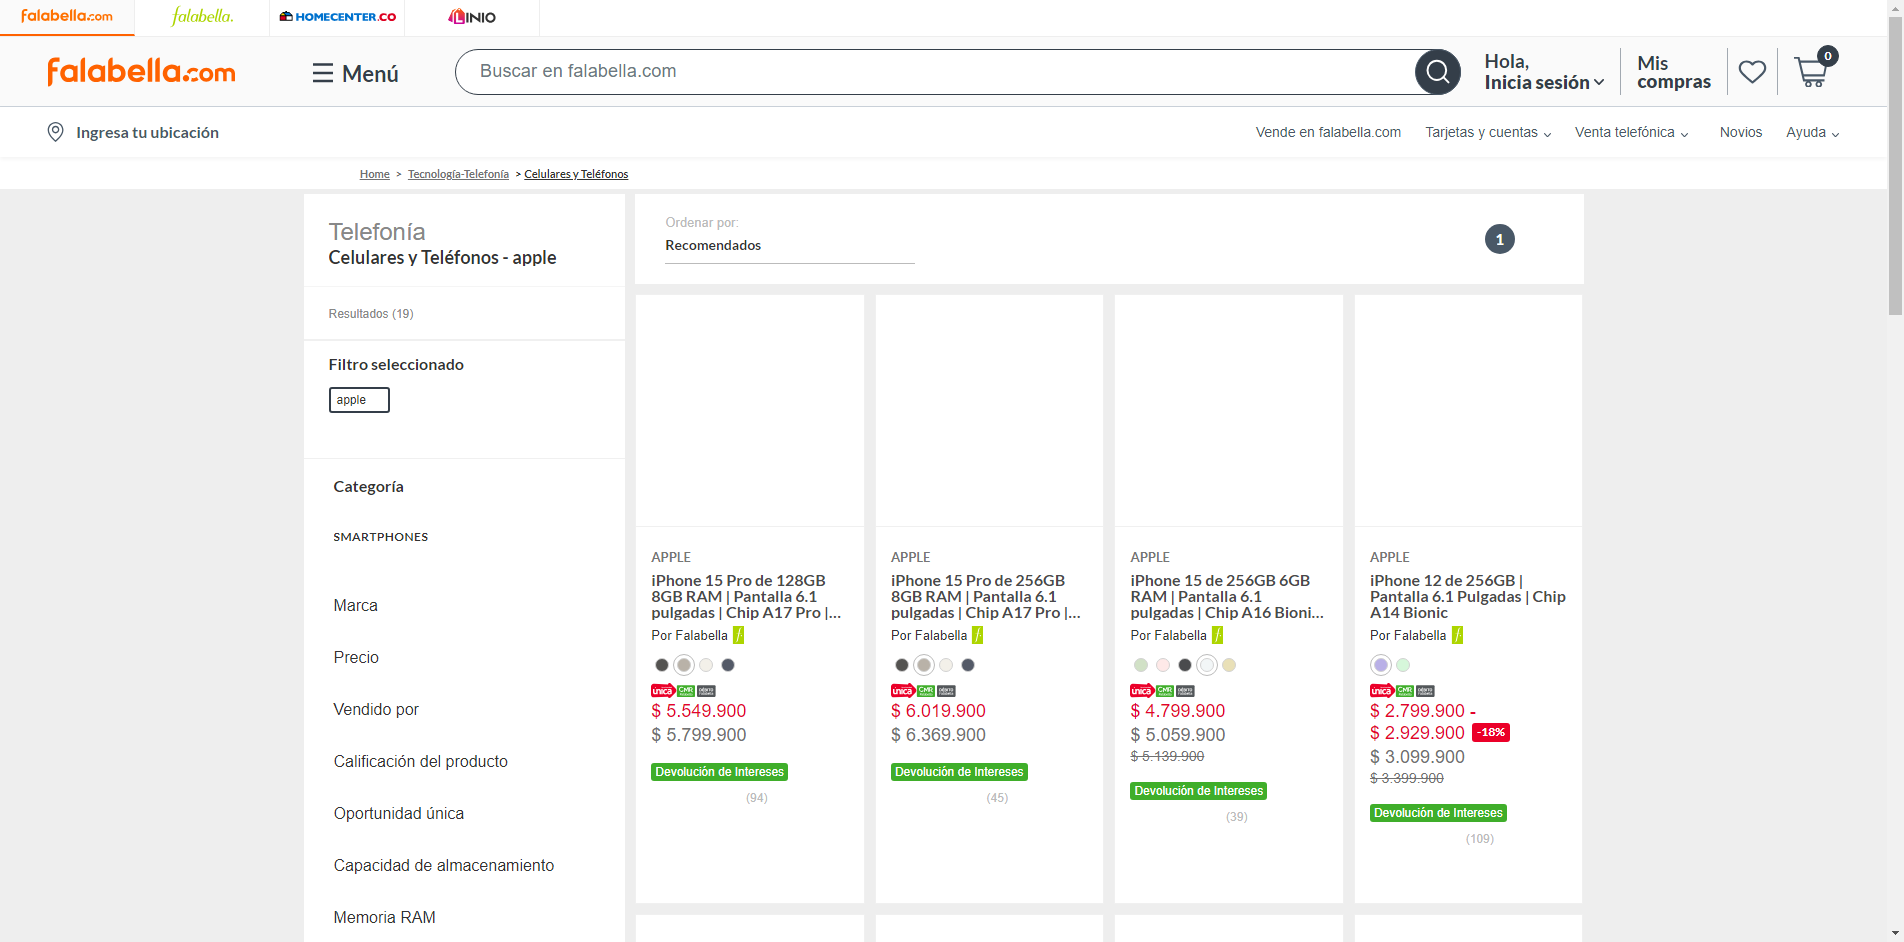 falabella.com
falabella.
HOMECENTER.CO
LINIO
falabella.com
Menú
Buscar en falabella.com
Hola,
Inicia sesión
Mis
compras
0
Ingresa tu ubicación
Vende en falabella.com
Tarjetas y cuentas
Venta telefónica
Novios
Ayuda
Home > Tecnología-Telefonía > Celulares y Teléfonos
Telefonía
Celulares y Teléfonos - apple
Resultados (19)
Filtro seleccionado
apple
Categoría
SMARTPHONES
Marca
Precio
Vendido por
Calificación del producto
Oportunidad única
Capacidad de almacenamiento
Memoria RAM
Ordenar por:
Recomendados
1
APPLE
iPhone 15 Pro de 128GB
8GB RAM | Pantalla 6.1
pulgadas | Chip A17 Pro |...
Por Falabella
única CMR
$ 5.549.900
$ 5.799.900
Devolución de Intereses
(94)
APPLE
iPhone 15 Pro de 256GB
8GB RAM | Pantalla 6.1
pulgadas | Chip A17 Pro |...
Por Falabella
única CMR
$ 6.019.900
$ 6.369.900
Devolución de Intereses
(45)
APPLE
iPhone 15 de 256GB 6GB
RAM | Pantalla 6.1
pulgadas | Chip A16 Bioni...
Por Falabella
única CMR
$ 4.799.900
$ 5.059.900
$ 5.139.900
Devolución de Intereses
(39)
APPLE
iPhone 12 de 256GB |
Pantalla 6.1 Pulgadas | Chip
A14 Bionic
Por Falabella
única CMR
$ 2.799.900 -
$ 2.929.900 -18%
$ 3.099.900
$ 3.399.900
Devolución de Intereses
(109)